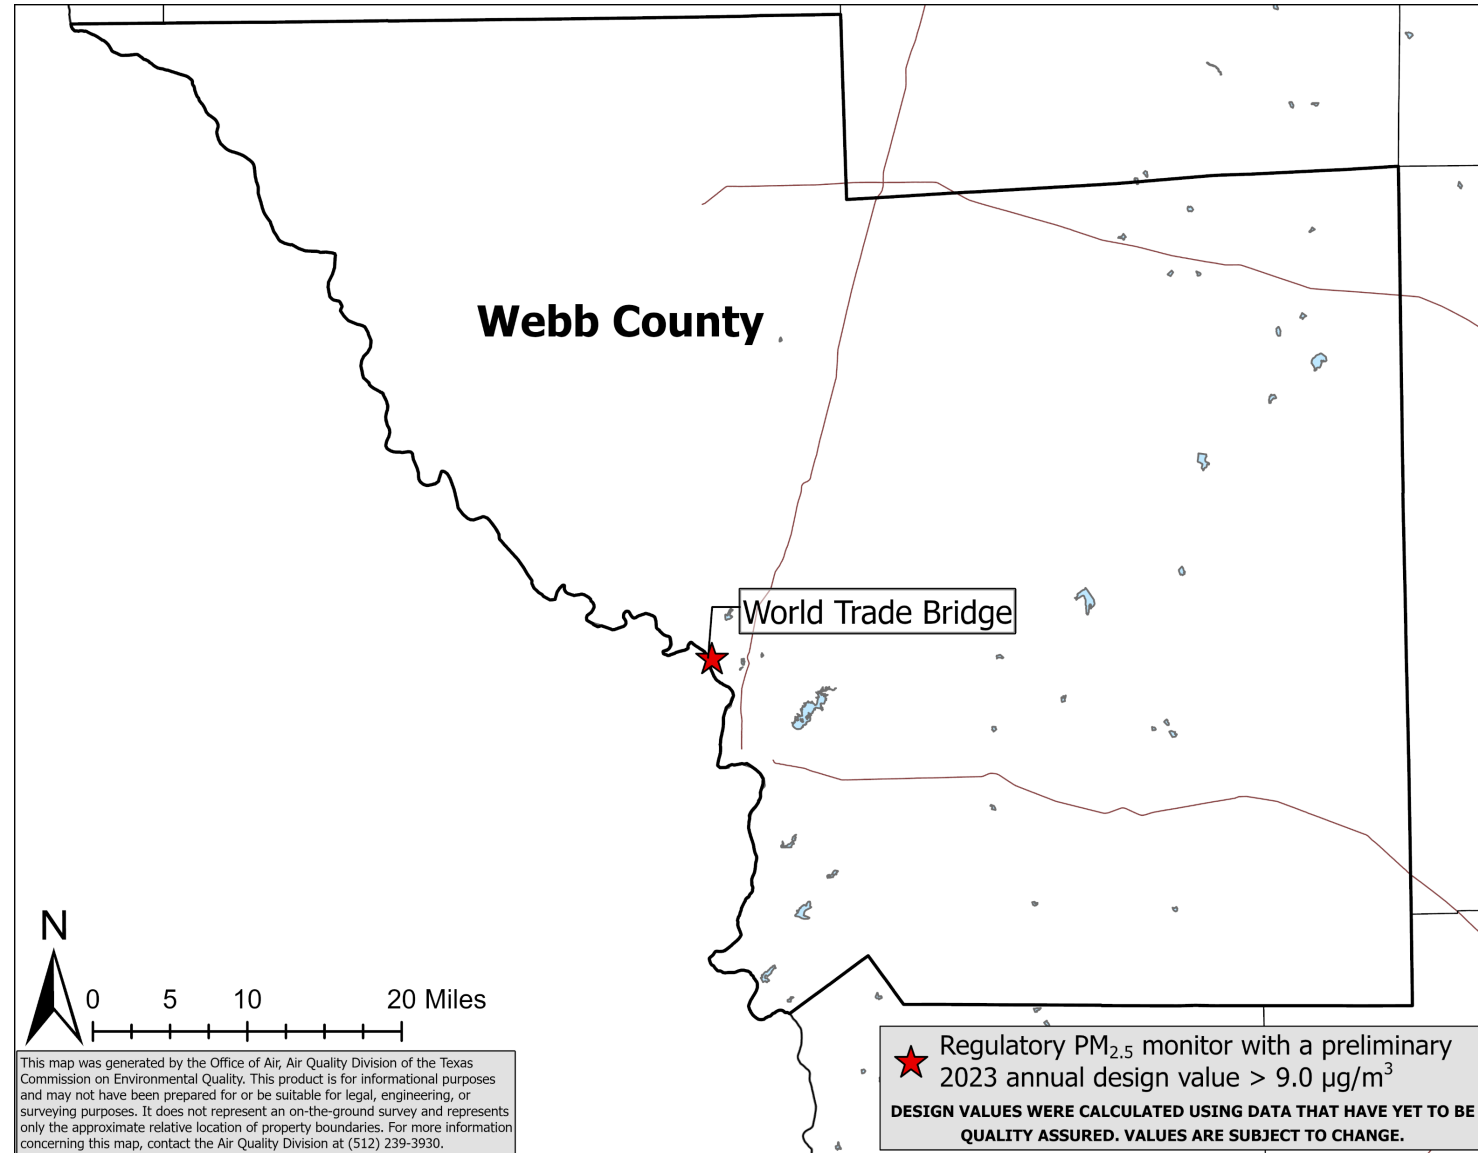 Webb County
World Trade Bridge
N
0 5 10 20 Miles
This map was generated by the Office of Air, Air Quality Division of the Texas
Commission on Environmental Quality. This product is for informational purposes
and may not have been prepared for or be suitable for legal, engineering, or
surveying purposes. It does not represent an on-the-ground survey and represents
only the approximate relative location of property boundaries. For more information
concerning this map, contact the Air Quality Division at (512) 239-3930.
Regulatory PM₂.₅ monitor with a preliminary
2023 annual design value > 9.0 µg/m³
DESIGN VALUES WERE CALCULATED USING DATA THAT HAVE YET TO BE
QUALITY ASSURED. VALUES ARE SUBJECT TO CHANGE.